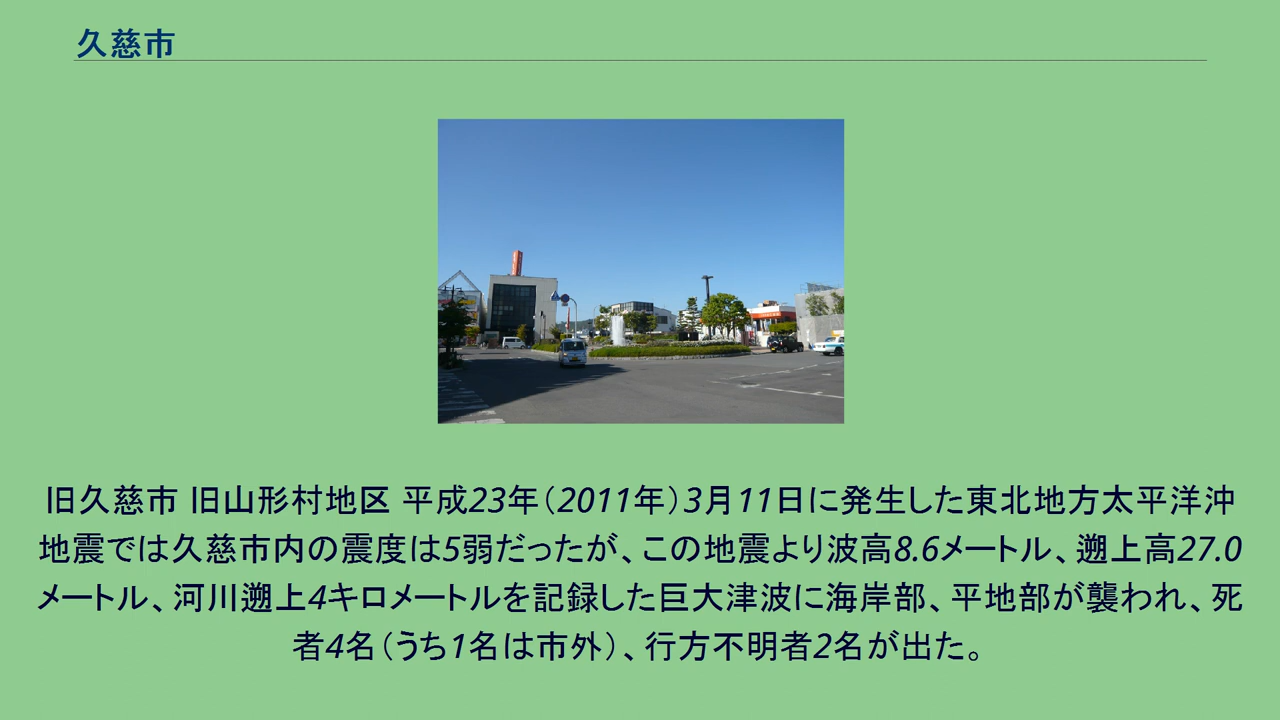 久慈市
旧久慈市 旧山形村地区 平成23年（2011年）3月11日に発生した東北地方太平洋沖
地震では久慈市内の震度は5弱だったが、この地震より波高8.6メートル、遡上高27.0
メートル、河川遡上4キロメートルを記録した巨大津波に海岸部、平地部が襲われ、死
者4名（うち1名は市外）、行方不明者2名が出た。